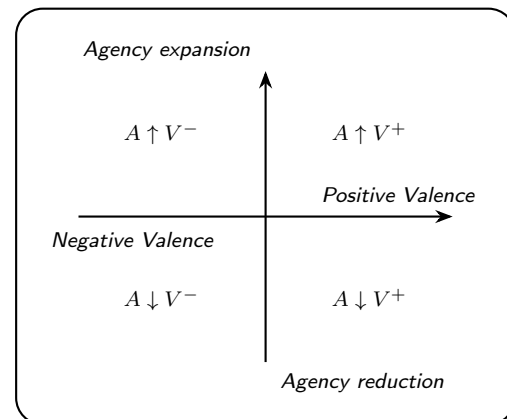 Agency expansion
A ↑ V⁻
A ↑ V⁺
Positive Valence
Negative Valence
A ↓ V⁻
A ↓ V⁺
Agency reduction